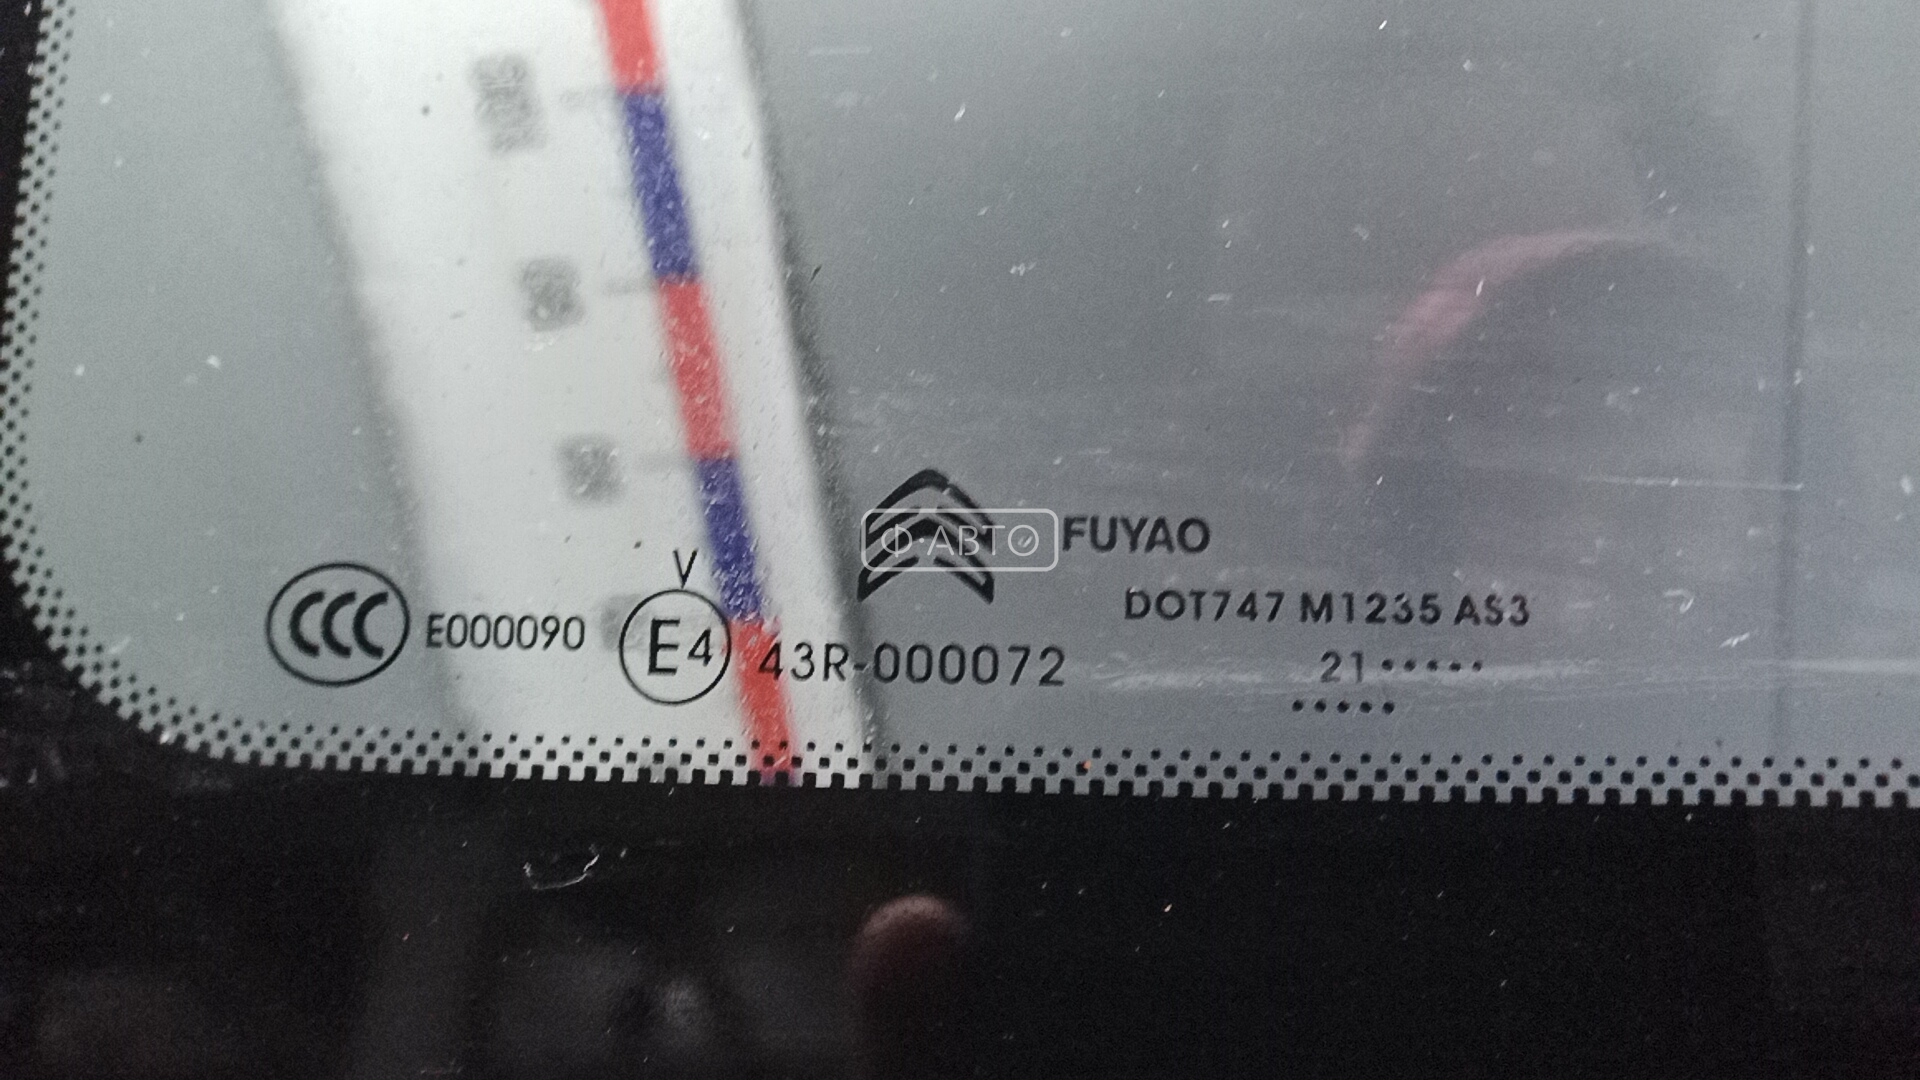 Ф·АВТО
FUYAO
DOT747 M1235 AS3
V
CCC E000090 E4 43R-000072
21•••••
•••••